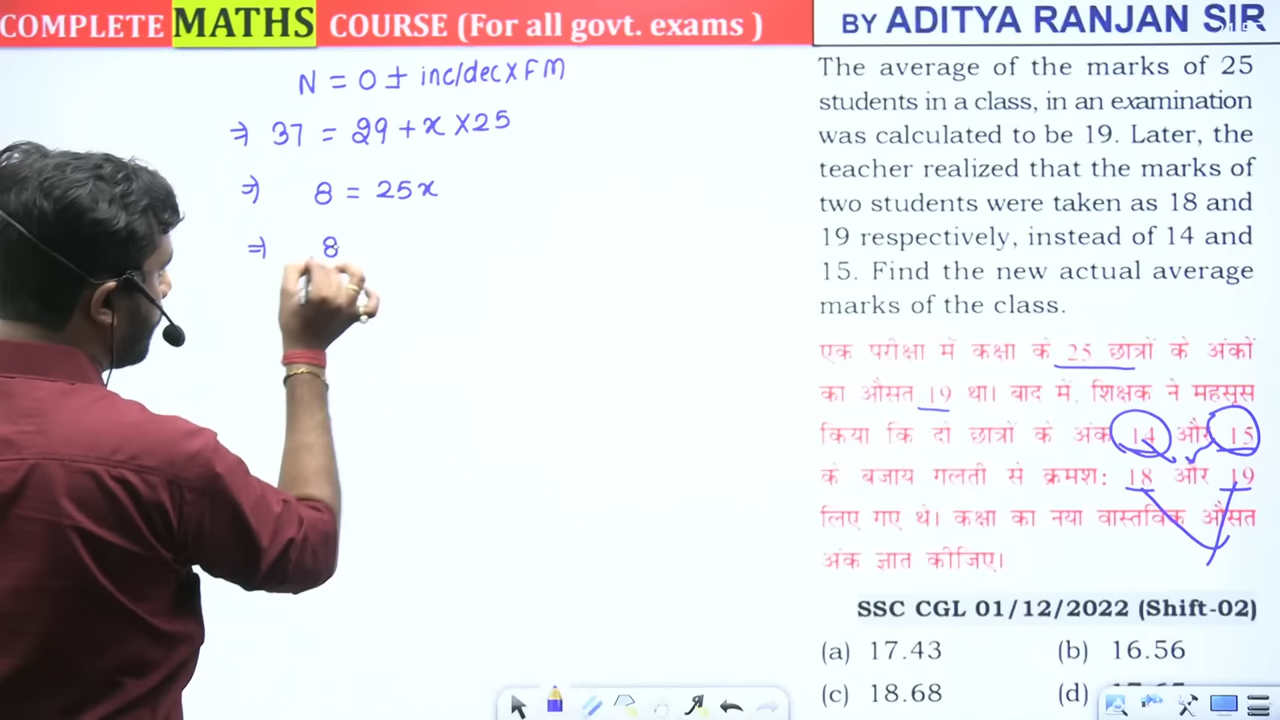 COMPLETE MATHS COURSE (For all govt. exams )
BY ADITYA RANJAN SIR
N = 0 ± inc/dec × FM
⇒ 37 = 29 + x × 25
⇒ 8 = 25x
⇒ 8
The average of the marks of 25
students in a class, in an examination
was calculated to be 19. Later, the
teacher realized that the marks of
two students were taken as 18 and
19 respectively, instead of 14 and
15. Find the new actual average
marks of the class.
एक परीक्षा में कक्षा के 25 छात्रों के अंकों
का औसत 19 था। बाद में, शिक्षक ने महसूस
किया कि दो छात्रों के अंक 14 और 15
के बजाय गलती से क्रमश: 18 और 19
लिए गए थे। कक्षा का नया वास्तविक औसत
अंक ज्ञात कीजिए।
SSC CGL 01/12/2022 (Shift-02)
(a) 17.43 (b) 16.56
(c) 18.68 (d)